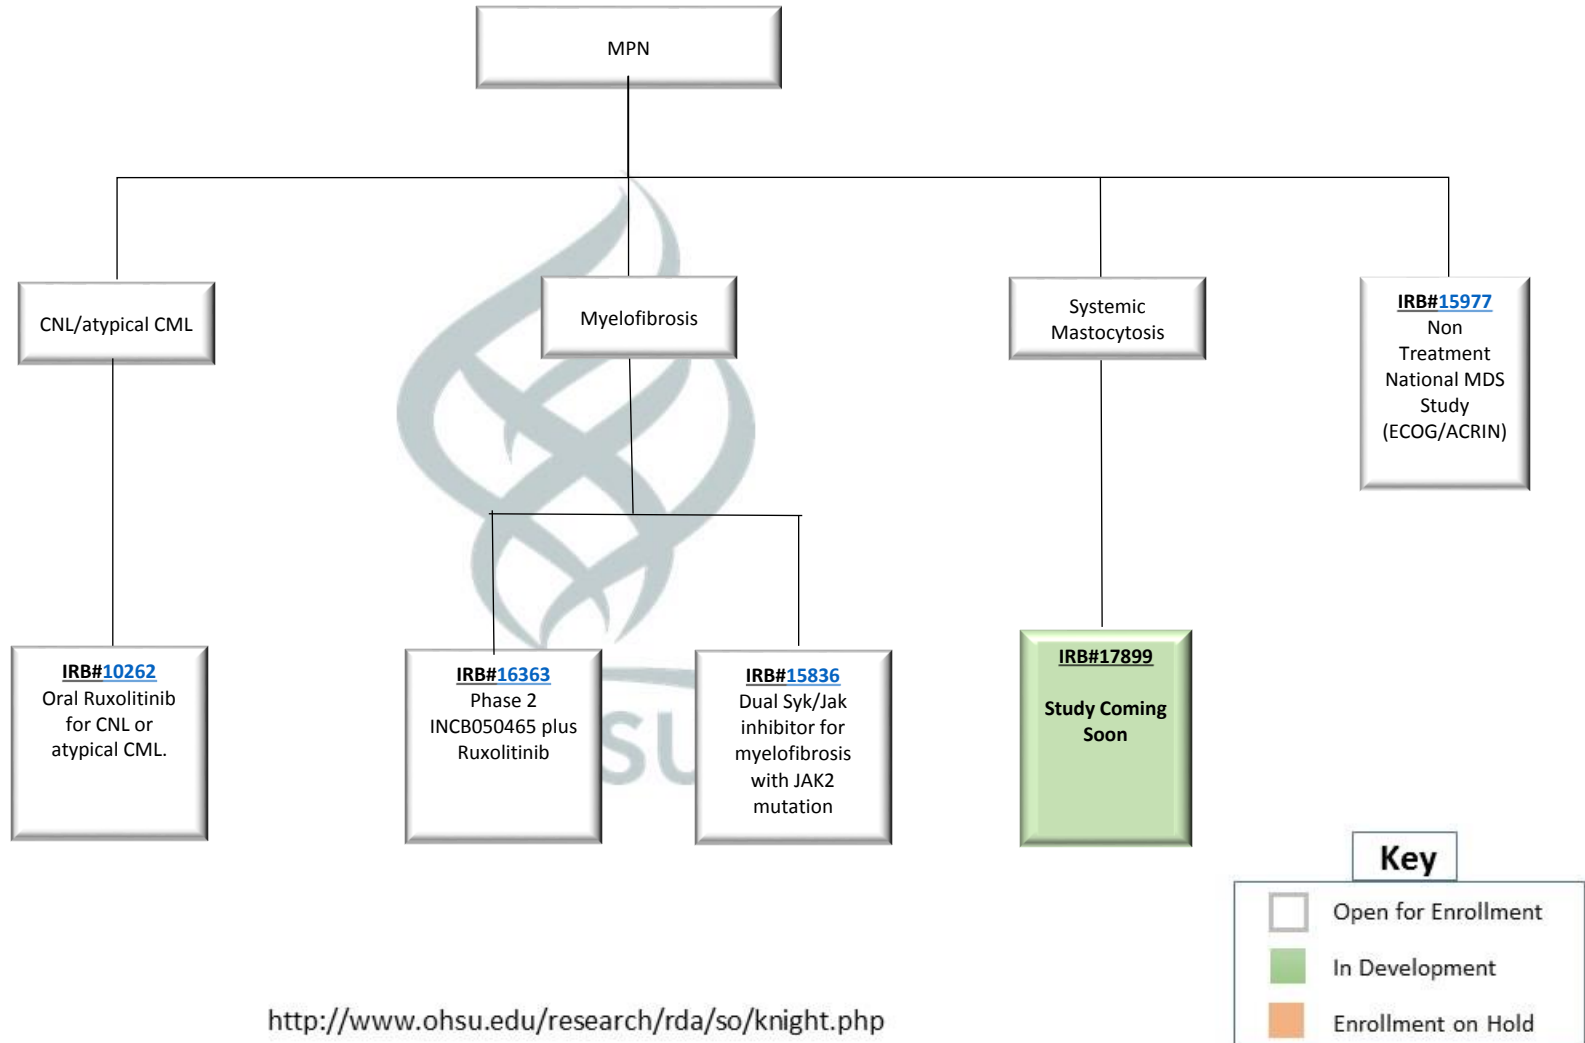 MPN
CNL/atypical CML
Myelofibrosis
Systemic
Mastocytosis
IRB#15977
Non
Treatment
National MDS
Study
(ECOG/ACRIN)
IRB#10262
Oral Ruxolitinib
for CNL or
atypical CML.
IRB#16363
Phase 2
INCB050465 plus
Ruxolitinib
IRB#15836
Dual Syk/Jak
inhibitor for
myelofibrosis
with JAK2
mutation
IRB#17899
Study Coming
Soon
SU
Key
Open for Enrollment
In Development
Enrollment on Hold
http://www.ohsu.edu/research/rda/so/knight.php